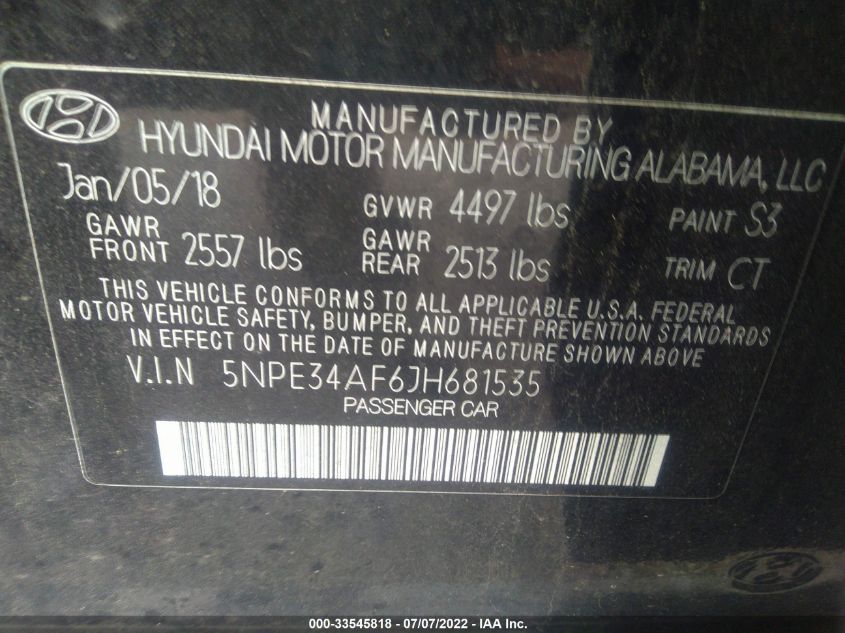 MANUFACTURED BY
HYUNDAI MOTOR MANUFACTURING ALABAMA, LLC
Jan/05/18 GVWR 4497 lbs PAINT S3
GAWR FRONT 2557 lbs GAWR REAR 2513 lbs TRIM CT
THIS VEHICLE CONFORMS TO ALL APPLICABLE U.S.A. FEDERAL
MOTOR VEHICLE SAFETY, BUMPER, AND THEFT PREVENTION STANDARDS
IN EFFECT ON THE DATE OF MANUFACTURE SHOWN ABOVE
V.I.N 5NPE34AF6JH681535
PASSENGER CAR
000-33545818 - 07/07/2022 - IAA Inc.